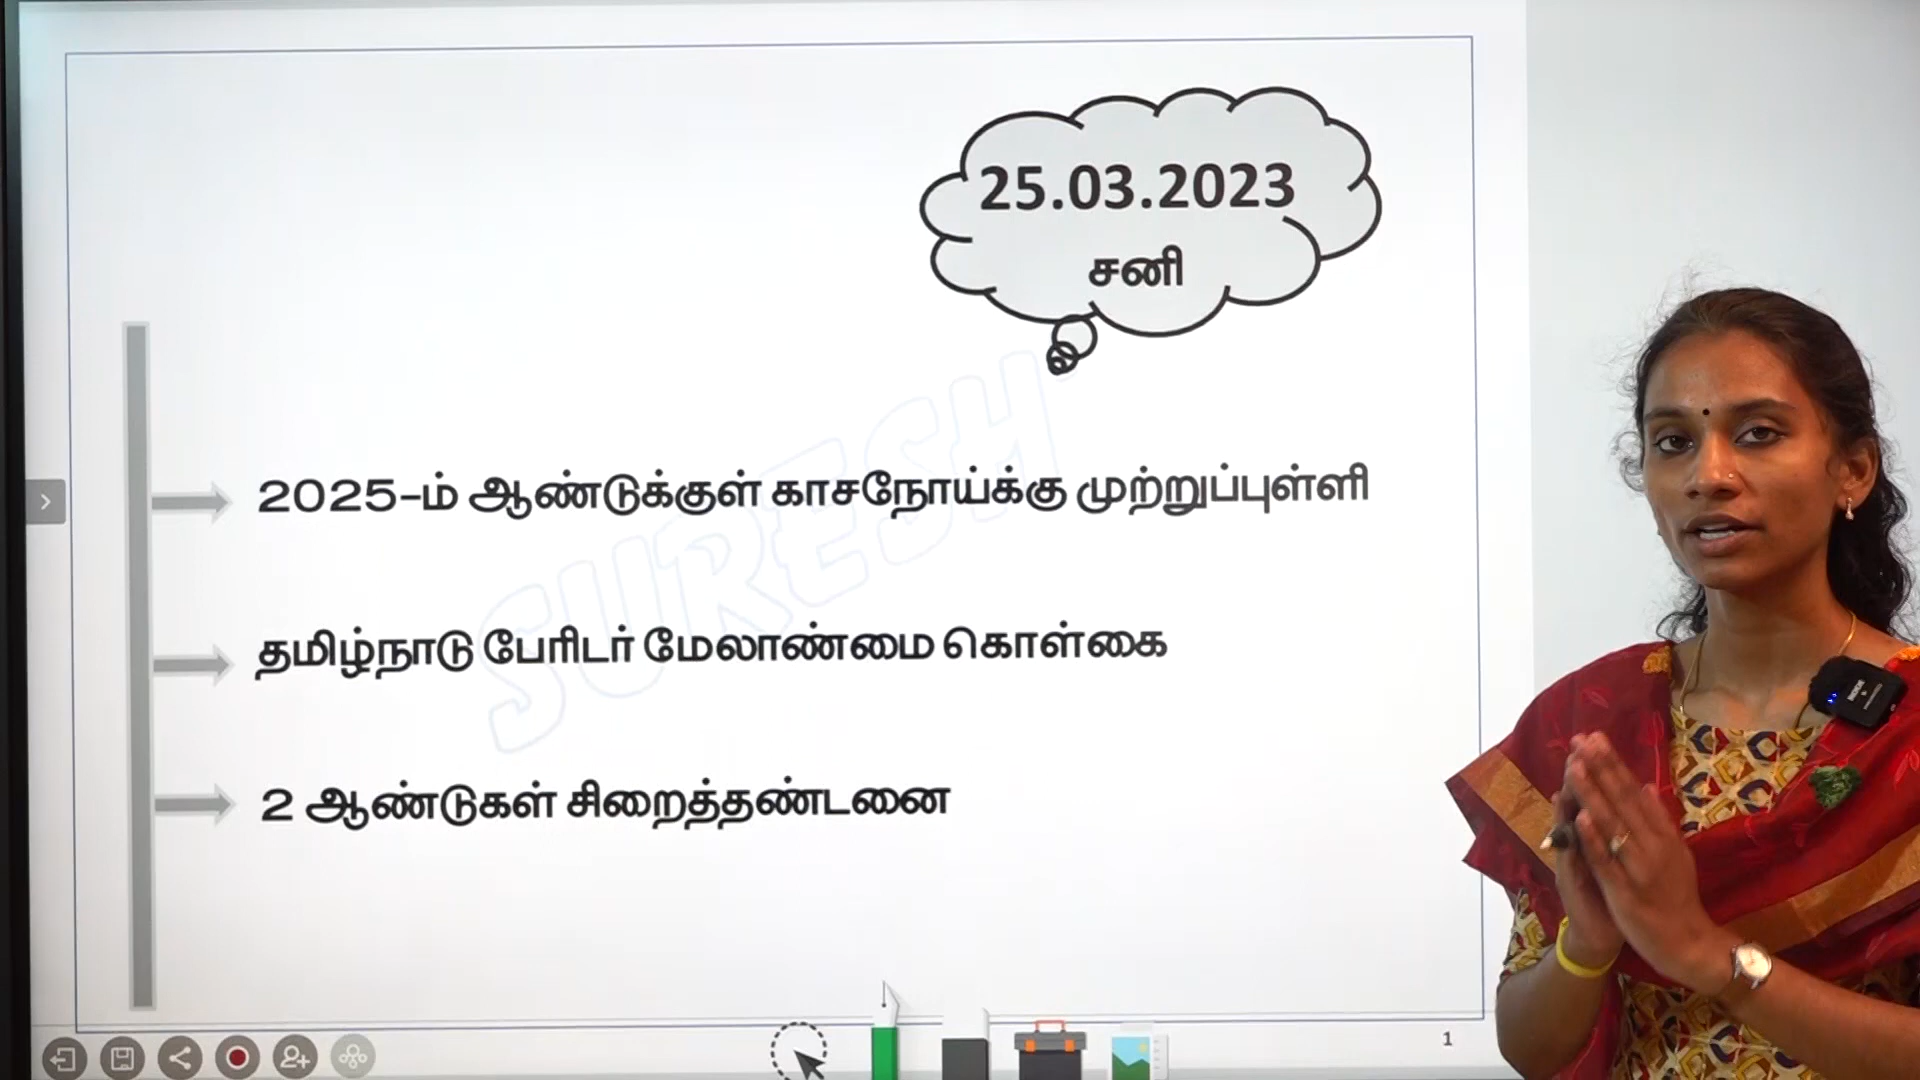 25.03.2023
சனி
SURESH
2025-ம் ஆண்டுக்குள் காசநோய்க்கு முற்றுப்புள்ளி
தமிழ்நாடு பேரிடர் மேலாண்மை கொள்கை
2 ஆண்டுகள் சிறைத்தண்டனை
1